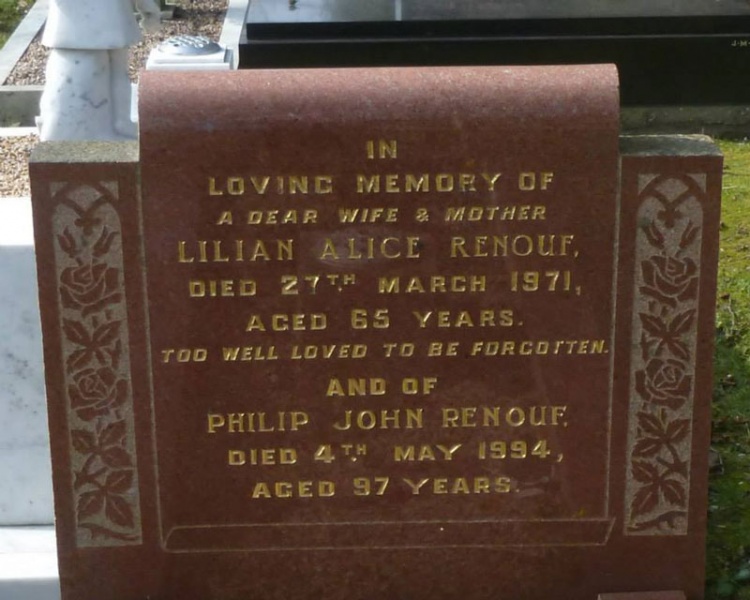 IN
LOVING MEMORY OF
A DEAR WIFE & MOTHER
LILIAN ALICE RENOUF,
DIED 27TH MARCH 1971,
AGED 65 YEARS.
TOO WELL LOVED TO BE FORGOTTEN.
AND OF
PHILIP JOHN RENOUF,
DIED 4TH MAY 1994,
AGED 97 YEARS.